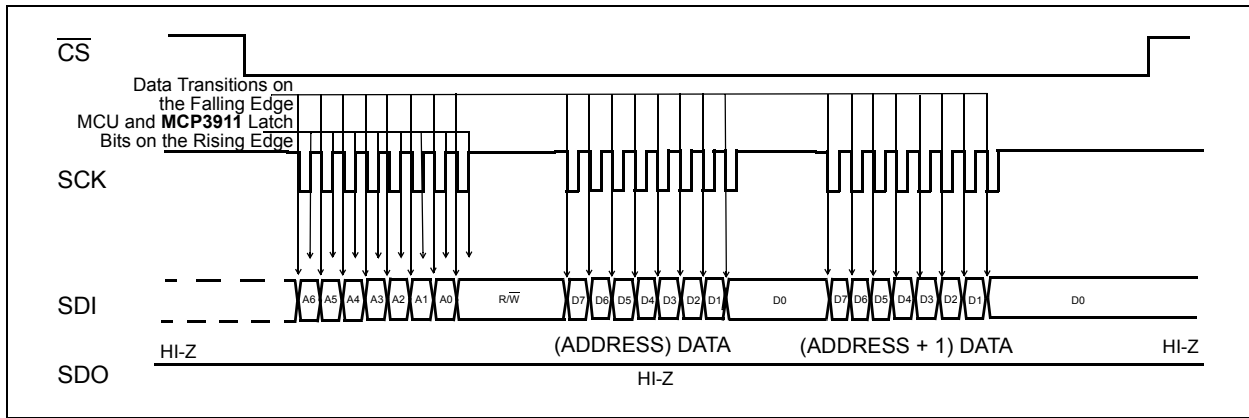 CS
Data Transitions on
the Falling Edge
MCU and MCP3911 Latch
Bits on the Rising Edge
SCK
SDI
A6 A5 A4 A3 A2 A1 A0 R/W D7 D6 D5 D4 D3 D2 D1 D0 D7 D6 D5 D4 D3 D2 D1 D0
HI-Z (ADDRESS) DATA (ADDRESS + 1) DATA HI-Z
SDO
HI-Z